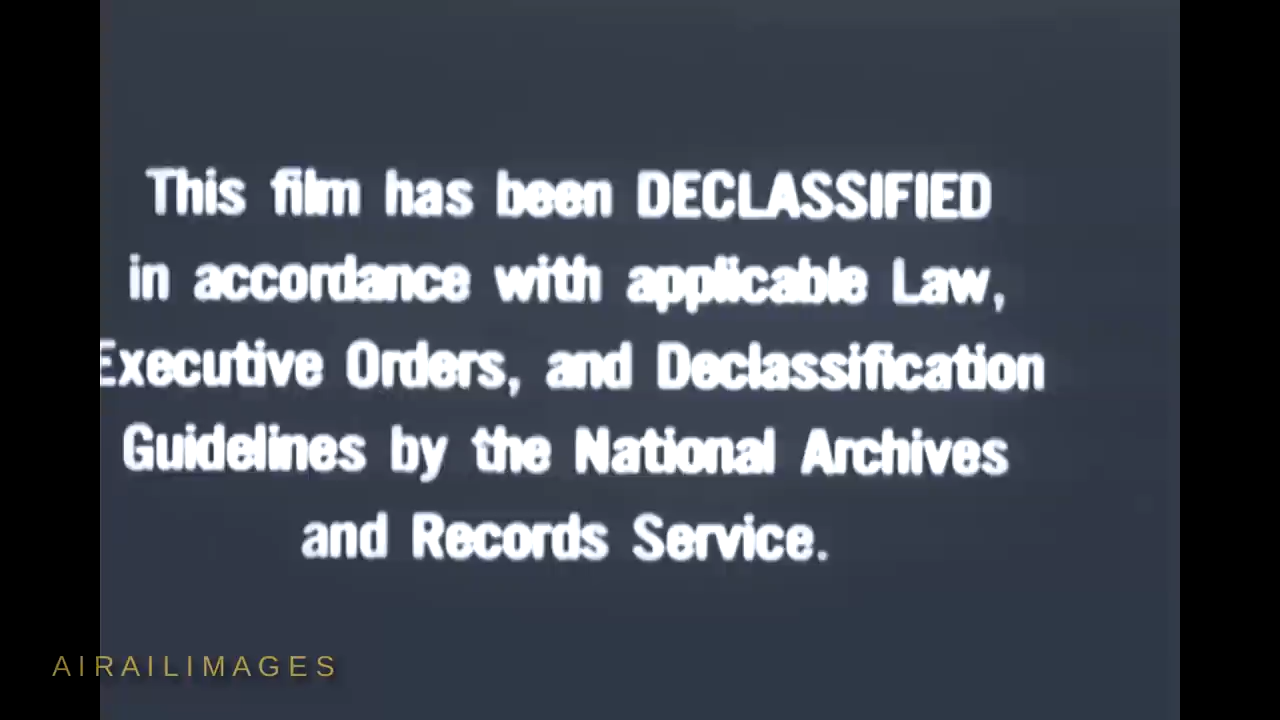 This film has been DECLASSIFIED
in accordance with applicable Law,
Executive Orders, and Declassification
Guidelines by the National Archives
and Records Service.
AIRAILIMAGES